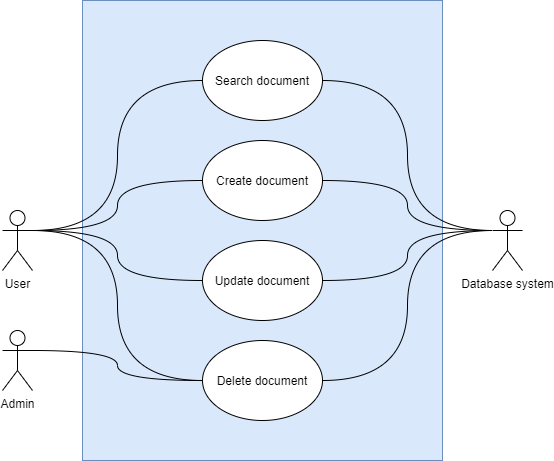 Search document
Create document
User
Database system
Update document
Admin
Delete document